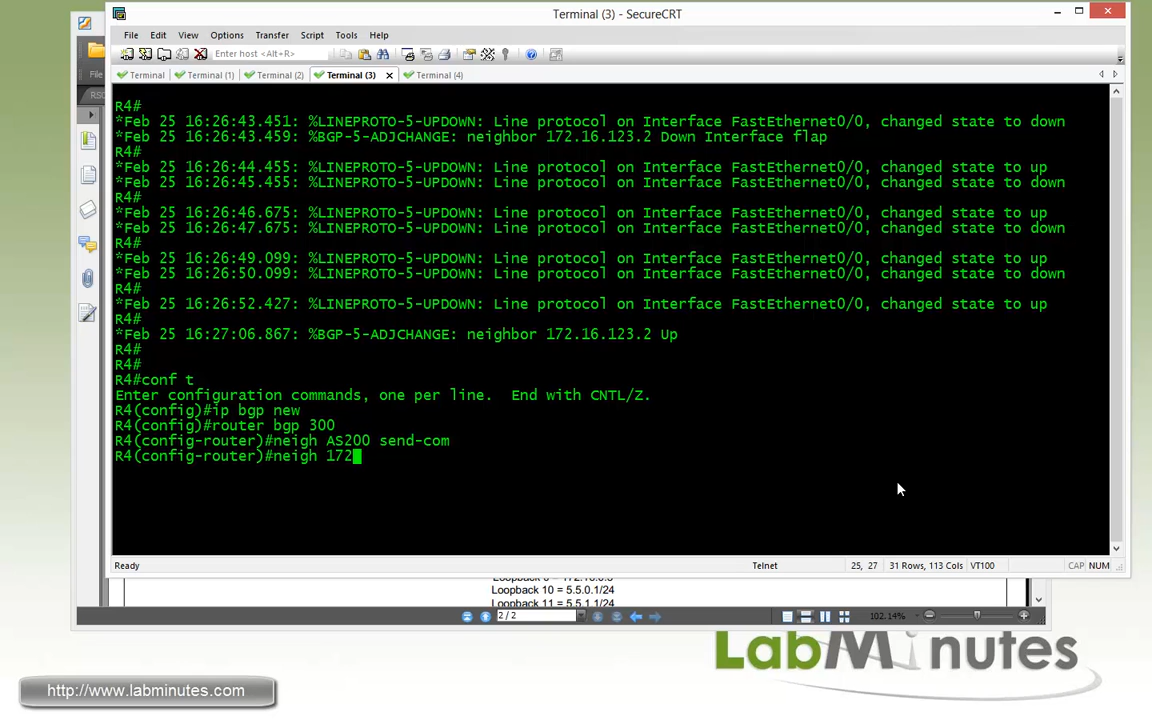 Terminal (3) - SecureCRT
File Edit View Options Transfer Script Tools Help
Enter host <Alt+R>
File
Terminal Terminal (1) Terminal (2) Terminal (3) Terminal (4)
RSC
R4#
*Feb 25 16:26:43.451: %LINEPROTO-5-UPDOWN: Line protocol on Interface FastEthernet0/0, changed state to down
*Feb 25 16:26:43.459: %BGP-5-ADJCHANGE: neighbor 172.16.123.2 Down Interface flap
R4#
*Feb 25 16:26:44.455: %LINEPROTO-5-UPDOWN: Line protocol on Interface FastEthernet0/0, changed state to up
*Feb 25 16:26:45.455: %LINEPROTO-5-UPDOWN: Line protocol on Interface FastEthernet0/0, changed state to down
R4#
*Feb 25 16:26:46.675: %LINEPROTO-5-UPDOWN: Line protocol on Interface FastEthernet0/0, changed state to up
*Feb 25 16:26:47.675: %LINEPROTO-5-UPDOWN: Line protocol on Interface FastEthernet0/0, changed state to down
R4#
*Feb 25 16:26:49.099: %LINEPROTO-5-UPDOWN: Line protocol on Interface FastEthernet0/0, changed state to up
*Feb 25 16:26:50.099: %LINEPROTO-5-UPDOWN: Line protocol on Interface FastEthernet0/0, changed state to down
R4#
*Feb 25 16:26:52.427: %LINEPROTO-5-UPDOWN: Line protocol on Interface FastEthernet0/0, changed state to up
R4#
*Feb 25 16:27:06.867: %BGP-5-ADJCHANGE: neighbor 172.16.123.2 Up
R4#
R4#
R4#conf t
Enter configuration commands, one per line.  End with CNTL/Z.
R4(config)#ip bgp new
R4(config)#router bgp 300
R4(config-router)#neigh AS200 send-com
R4(config-router)#neigh 172
Ready Telnet 25, 27 31 Rows, 113 Cols VT100 CAP NUM
Loopback 10 = 5.5.0.1/24
Loopback 11 = 5.5.1.1/24
2 / 2 102.14%
LabMinutes
http://www.labminutes.com